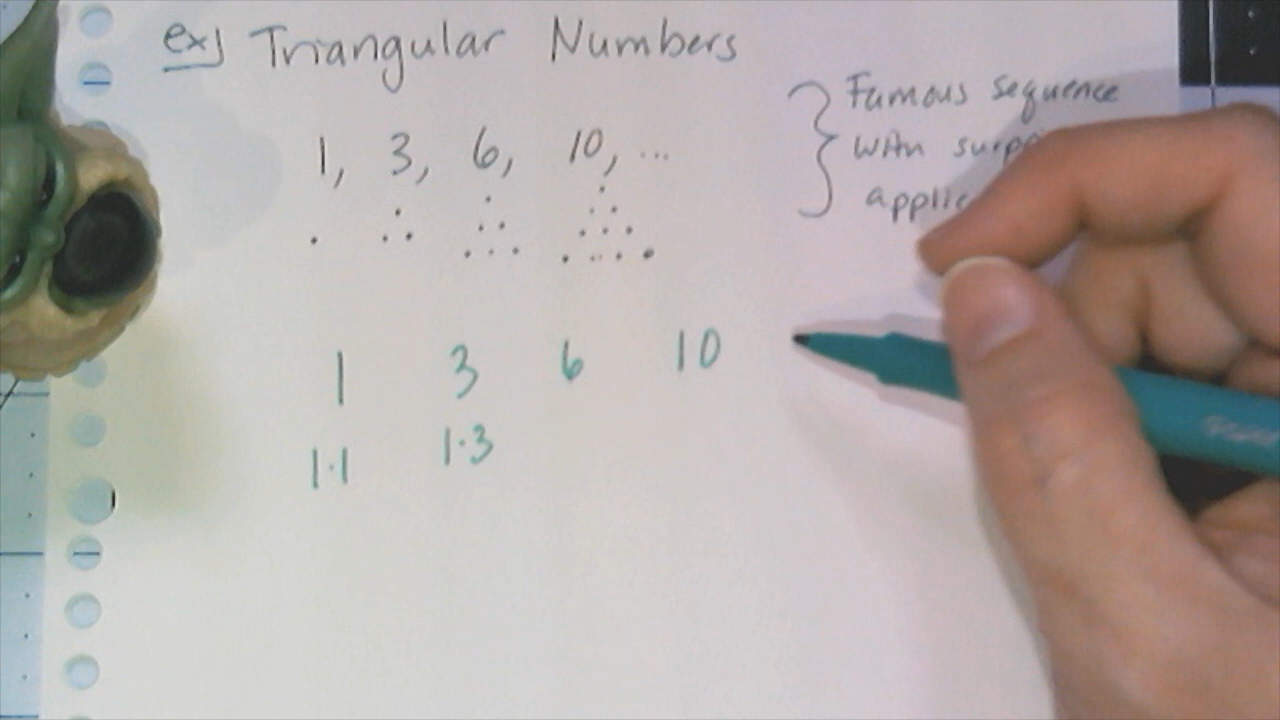 ex) Triangular Numbers
Famous sequence
1, 3, 6, 10, ...
with
applic
1 3 6 10
1·1 1·3